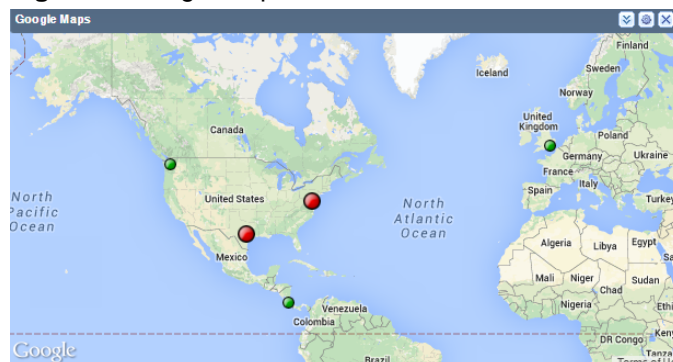 Google Maps
Finland
Iceland
Sweden
Norway
Canada
United
Kingdom
Poland
Germany
Ukraine
France
Italy
Spain
Turkey
North
Pacific
Ocean
United States
North
Atlantic
Ocean
Algeria
Libya
Egypt
Mexico
Mali
Niger
Chad
Sudan
Venezuela
Nigeria
Colombia
DR Congo
Google
Brazil